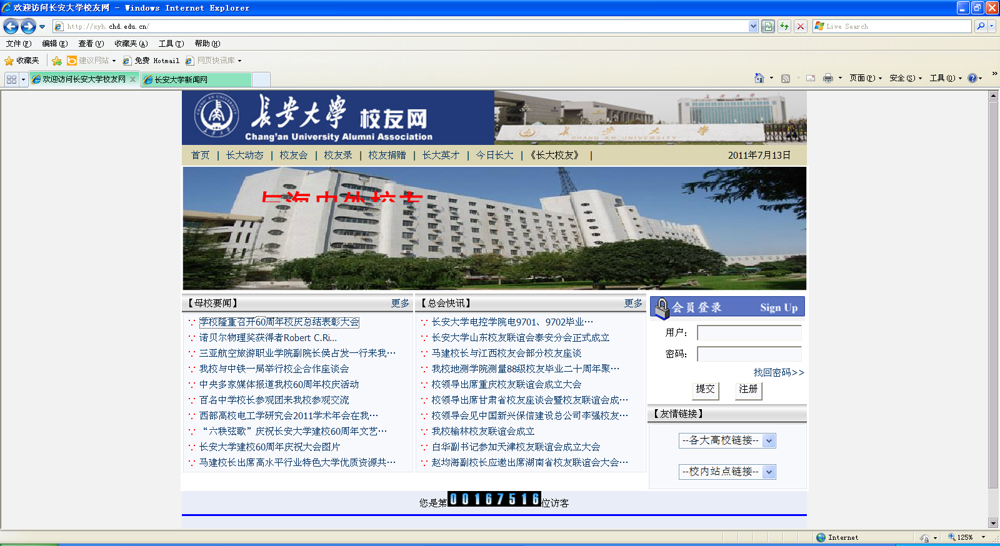 欢迎访问长安大学校友网 - Windows Internet Explorer
http://xyh.chd.edu.cn/
Live Search
文件(F) 编辑(E) 查看(V) 收藏夹(A) 工具(T) 帮助(H)
收藏夹 建议网站 免费 Hotmail 网页快讯库
欢迎访问长安大学校友网 长安大学新闻网 页面(P) 安全(S) 工具(O)
长安大学 校友网
Chang'an University Alumni Association
长安大学
CHANG AN UNIVERSITY
首页 | 长大动态 | 校友会 | 校友录 | 校友捐赠 | 长大英才 | 今日长大 | 《长大校友》 | 2011年7月13日
【母校要闻】 更多
学校隆重召开60周年校庆总结表彰大会
诺贝尔物理奖获得者Robert C.Ri...
三亚航空旅游职业学院副院长侯占发一行来我…
我校与中铁一局举行校企合作座谈会
中央多家媒体报道我校60周年校庆活动
百名中学校长参观团来我校参观交流
西部高校电工学研究会2011学术年会在我…
“六秩弦歌”庆祝长安大学建校60周年文艺…
长安大学建校60周年庆祝大会图片
马建校长出席高水平行业特色大学优质资源共…
【总会快讯】 更多
长安大学电控学院电9701、9702毕业…
长安大学山东校友联谊会泰安分会正式成立
马建校长与江西校友会部分校友座谈
我校地测学院测量88级校友毕业二十周年聚…
校领导出席重庆校友联谊会成立大会
校领导出席甘肃省校友座谈会暨校友联谊会成…
校领导会见中国新兴保信建设总公司李强校友…
我校榆林校友联谊会成立
白华副书记参加天津校友联谊会成立大会
赵均海副校长应邀出席湖南省校友联谊会大会…
会员登录 Sign Up
用户：
密码：
找回密码>>
提交 注册
【友情链接】
--各大高校链接--
--校内站点链接--
您是第00167516位访客
Internet 125%